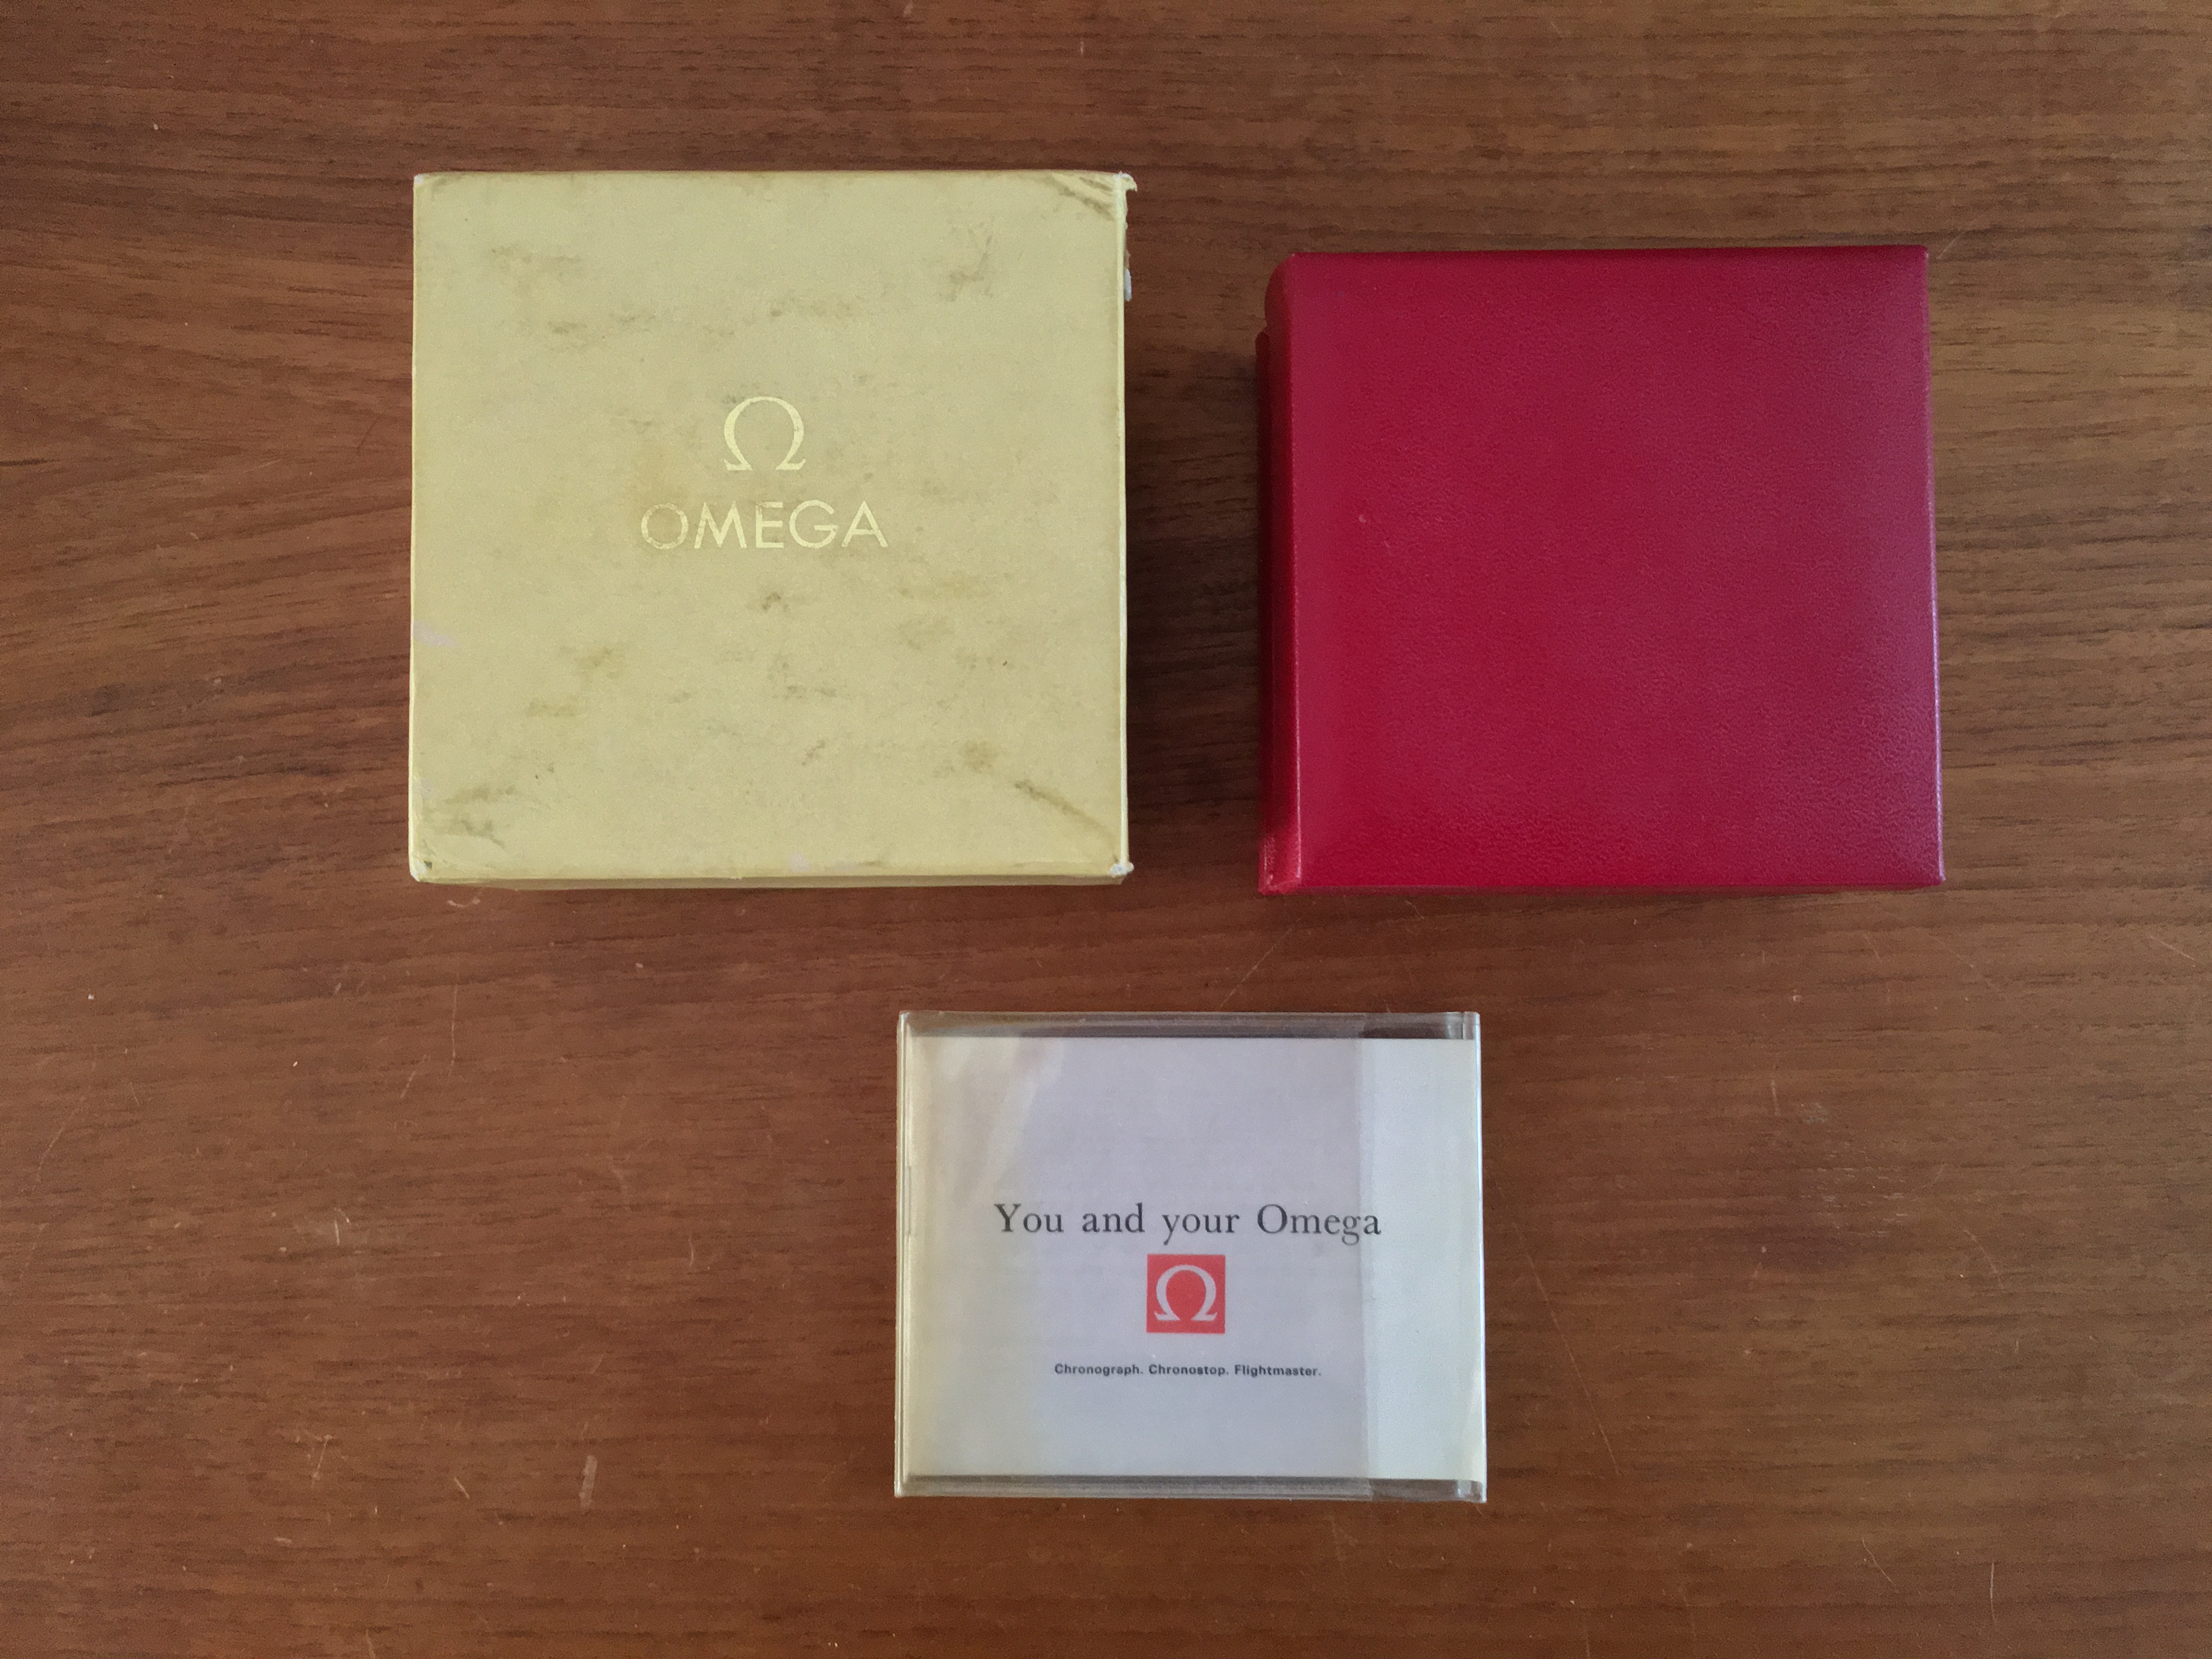 Ω
OMEGA
You and your Omega
Ω
Chronograph. Chronostop. Flightmaster.